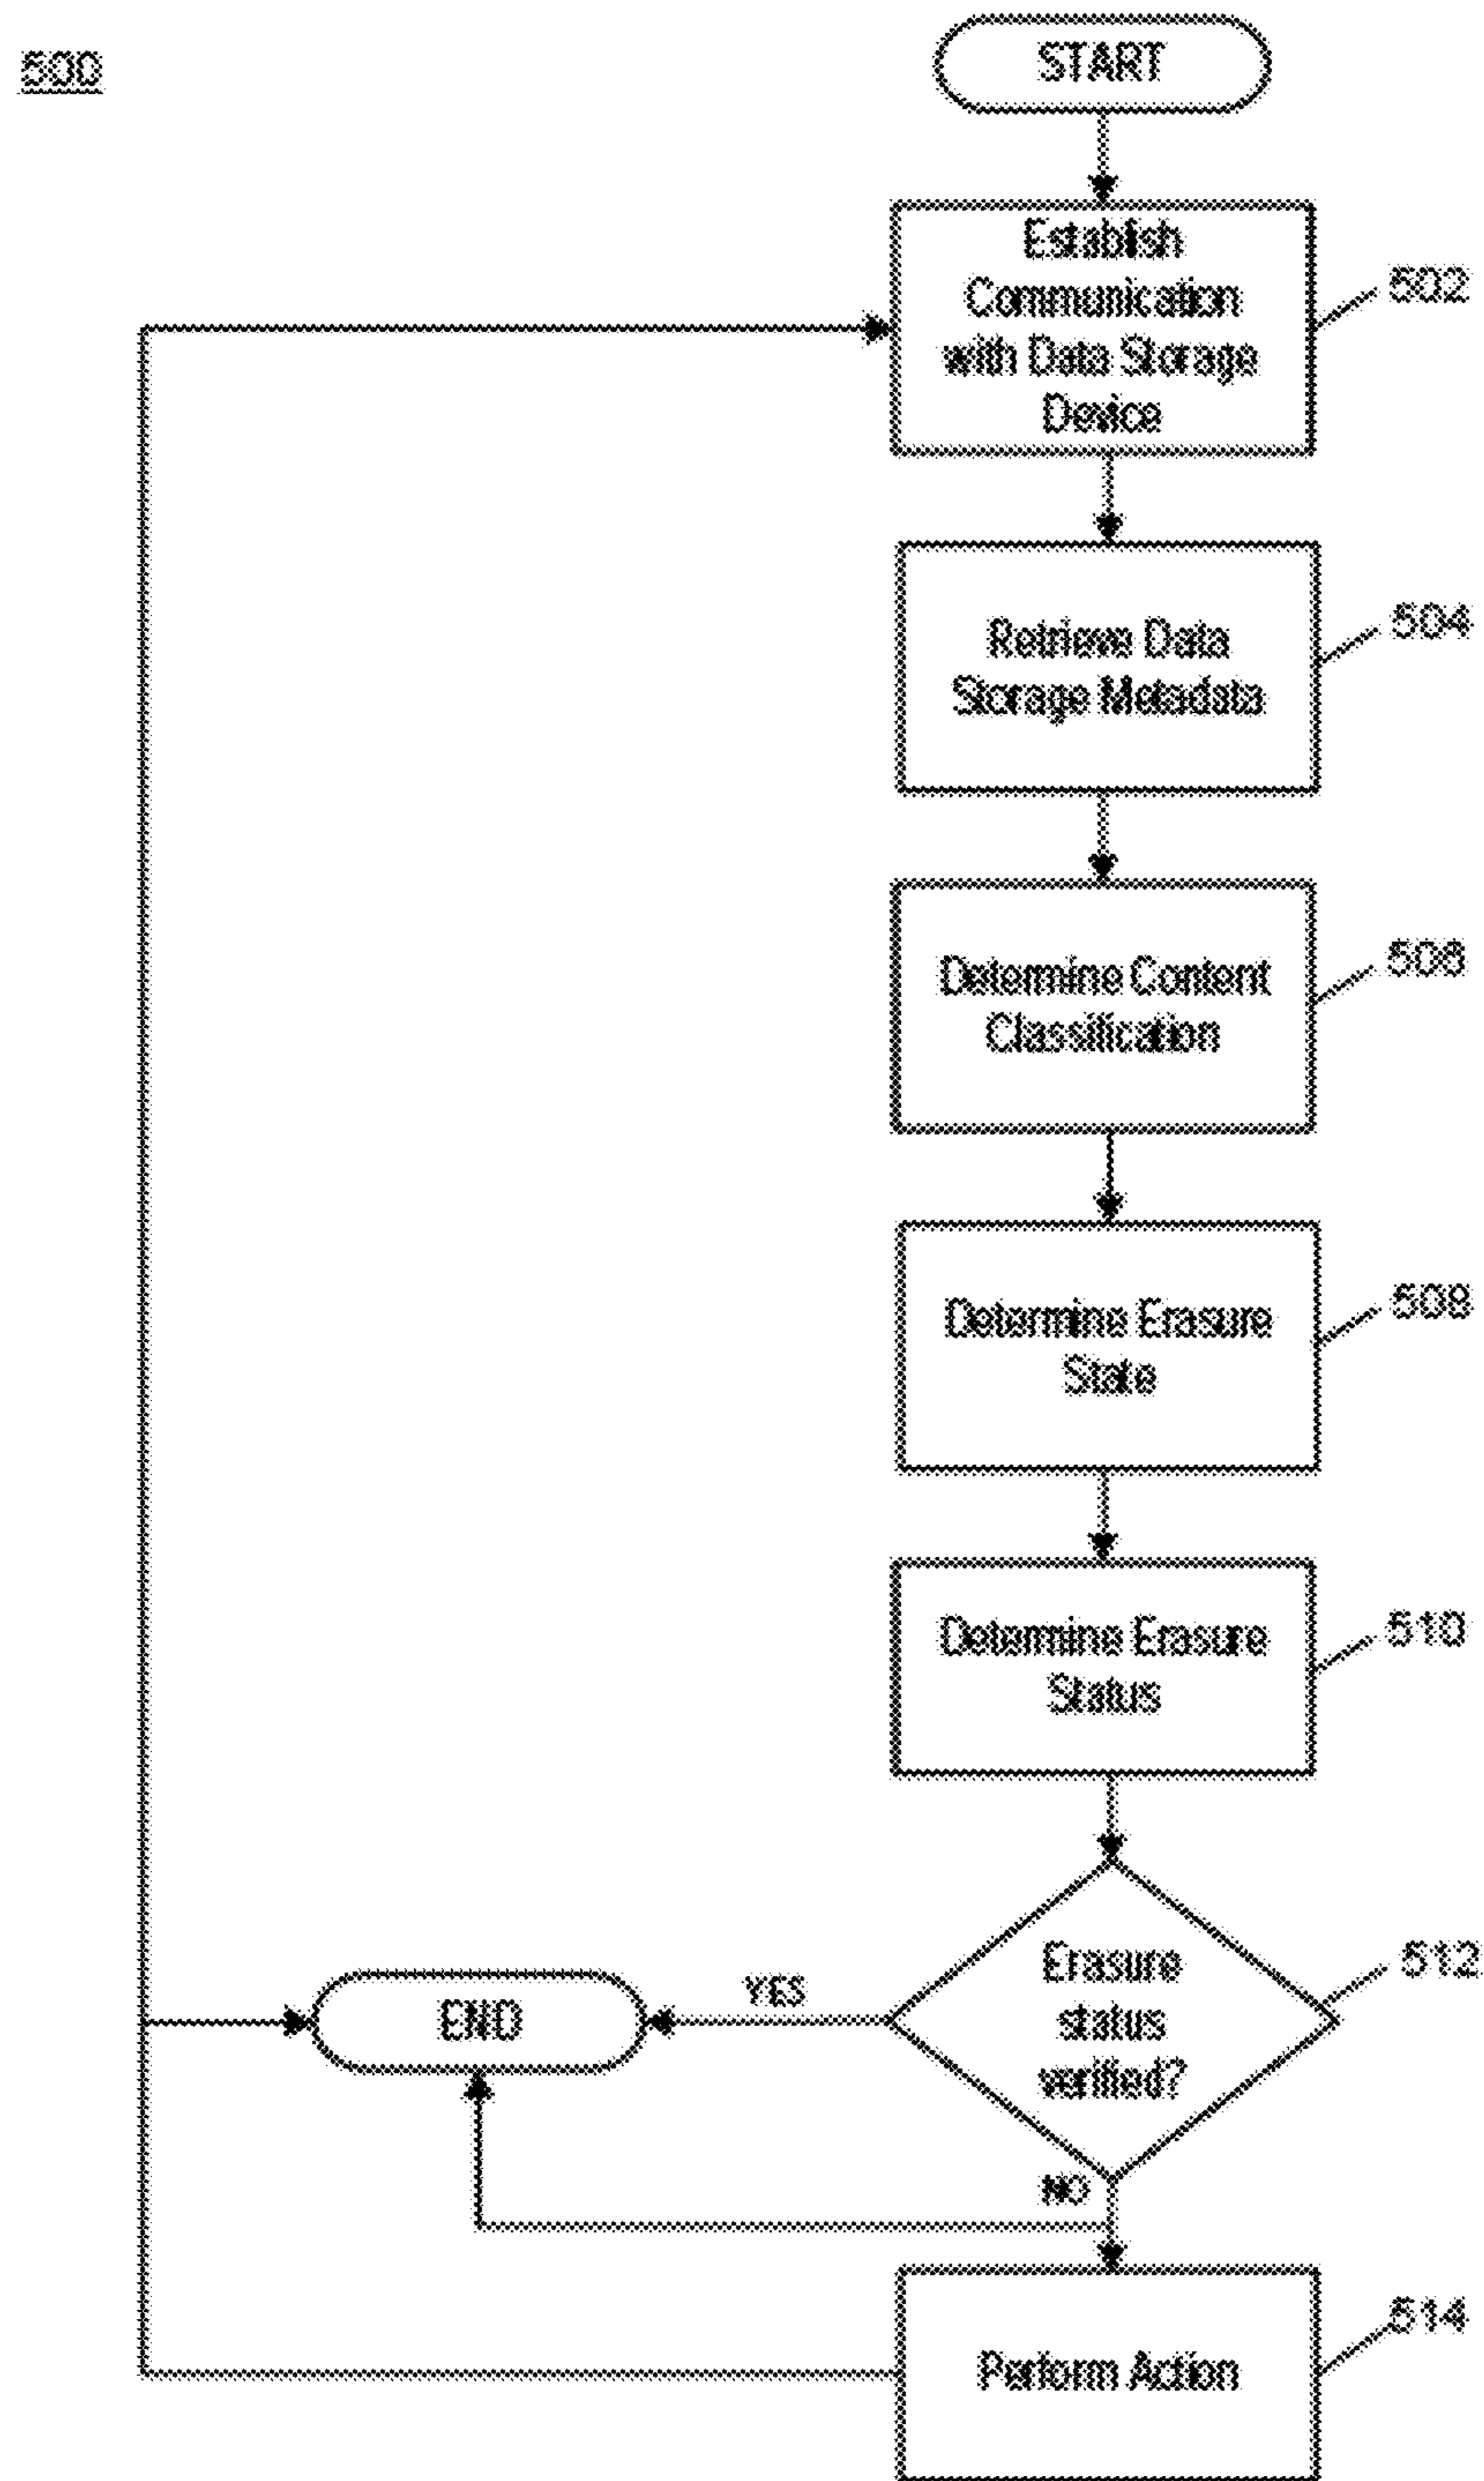 500
START
Establish
Communication
with Data Storage
Device
502
Retrieve Data
Storage Metadata
504
Determine Content
Classification
506
Determine Erasure
State
508
Determine Erasure
Status
510
Erasure
status
verified?
512
YES
END
NO
Perform Action
514